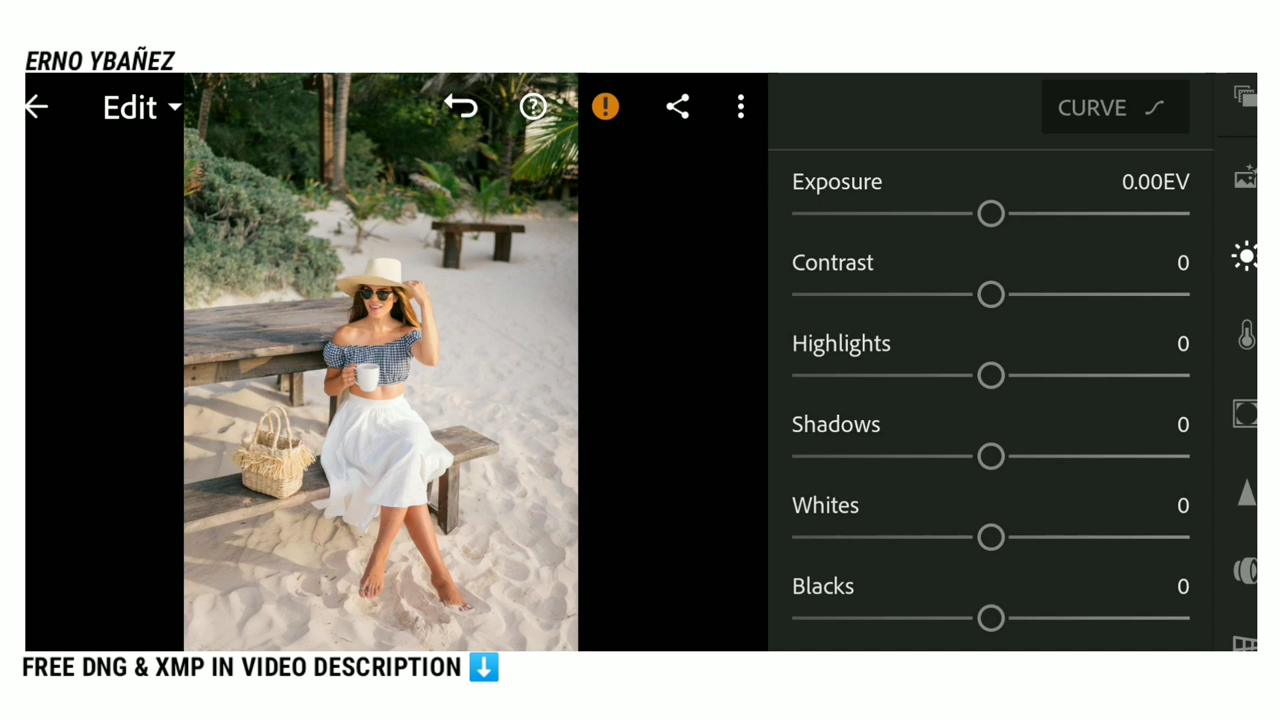 ERNO YBAÑEZ
Edit
CURVE
Exposure 0.00EV
Contrast 0
Highlights 0
Shadows 0
Whites 0
Blacks 0
FREE DNG & XMP IN VIDEO DESCRIPTION